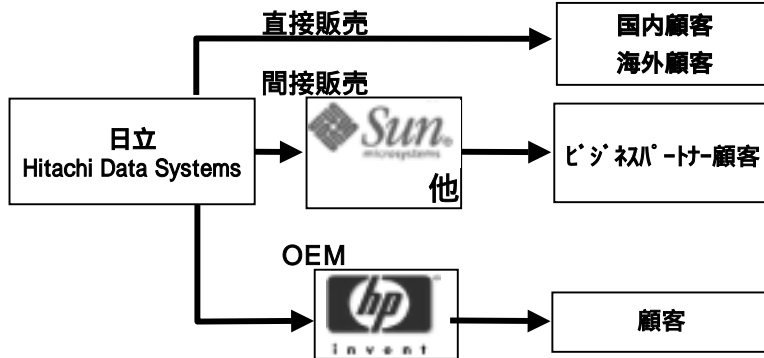 直接販売
国内顧客
海外顧客
間接販売
日立
Hitachi Data Systems
Sun
microsystems
他
ﾋﾞｼﾞﾈｽﾊﾟｰﾄﾅｰ顧客
OEM
hp
invent
顧客